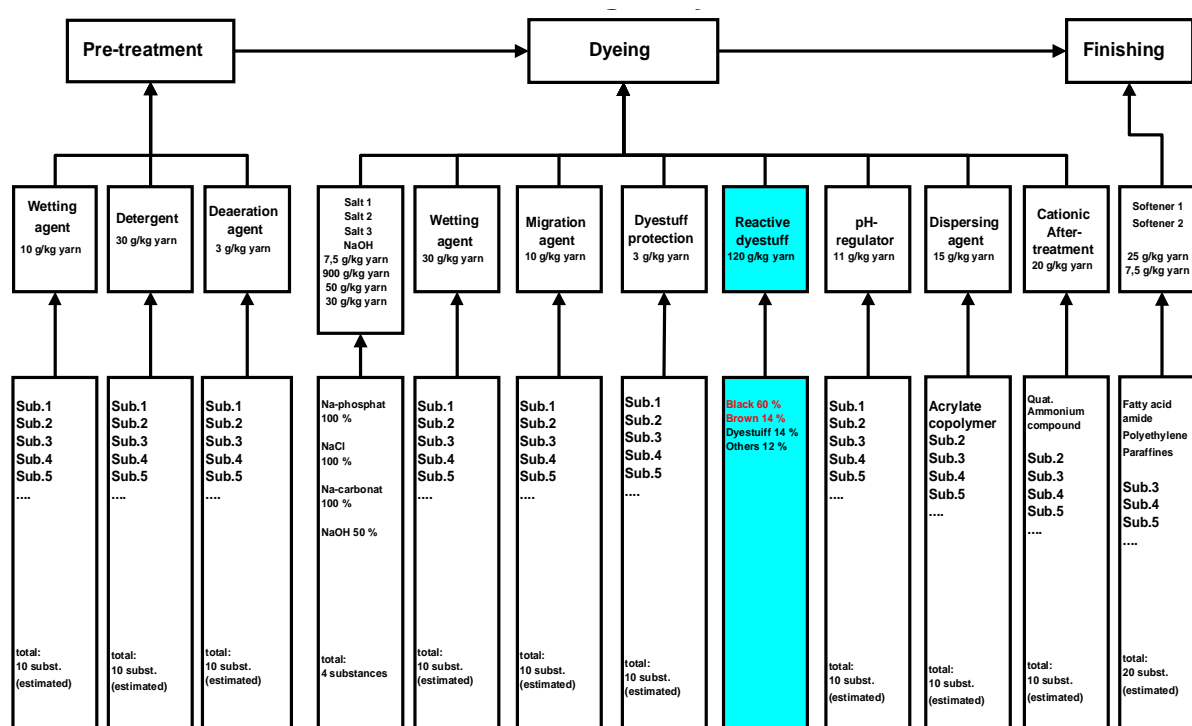 Pre-treatment
Dyeing
Finishing
Wetting
agent
10 g/kg yarn
Detergent
30 g/kg yarn
Deaeration
agent
3 g/kg yarn
Salt 1
Salt 2
Salt 3
NaOH
7,5 g/kg yarn
900 g/kg yarn
50 g/kg yarn
30 g/kg yarn
Wetting
agent
30 g/kg yarn
Migration
agent
10 g/kg yarn
Dyestuff
protection
3 g/kg yarn
Reactive
dyestuff
120 g/kg yarn
pH-
regulator
11 g/kg yarn
Dispersing
agent
15 g/kg yarn
Cationic
After-
treatment
20 g/kg yarn
Softener 1
Softener 2
25 g/kg yarn
7,5 g/kg yarn
Sub.1
Sub.2
Sub.3
Sub.4
Sub.5
....
total:
10 subst.
(estimated)
Sub.1
Sub.2
Sub.3
Sub.4
Sub.5
....
total:
10 subst.
(estimated)
Sub.1
Sub.2
Sub.3
Sub.4
Sub.5
....
total:
10 subst.
(estimated)
Na-phosphat
100 %
NaCl
100 %
Na-carbonat
100 %
NaOH 50 %
total:
4 substances
Sub.1
Sub.2
Sub.3
Sub.4
Sub.5
....
total:
10 subst.
(estimated)
Sub.1
Sub.2
Sub.3
Sub.4
Sub.5
....
total:
10 subst.
(estimated)
Sub.1
Sub.2
Sub.3
Sub.4
Sub.5
....
total:
10 subst.
(estimated)
Black 60 %
Brown 14 %
Dyestuiff 14 %
Others 12 %
Sub.1
Sub.2
Sub.3
Sub.4
Sub.5
....
total:
10 subst.
(estimated)
Acrylate
copolymer
Sub.2
Sub.3
Sub.4
Sub.5
....
total:
10 subst.
(estimated)
Quat.
Ammonium
compound
Sub.2
Sub.3
Sub.4
Sub.5
....
total:
10 subst.
(estimated)
Fatty acid
amide
Polyethylene
Paraffines
Sub.3
Sub.4
Sub.5
....
total:
20 subst.
(estimated)